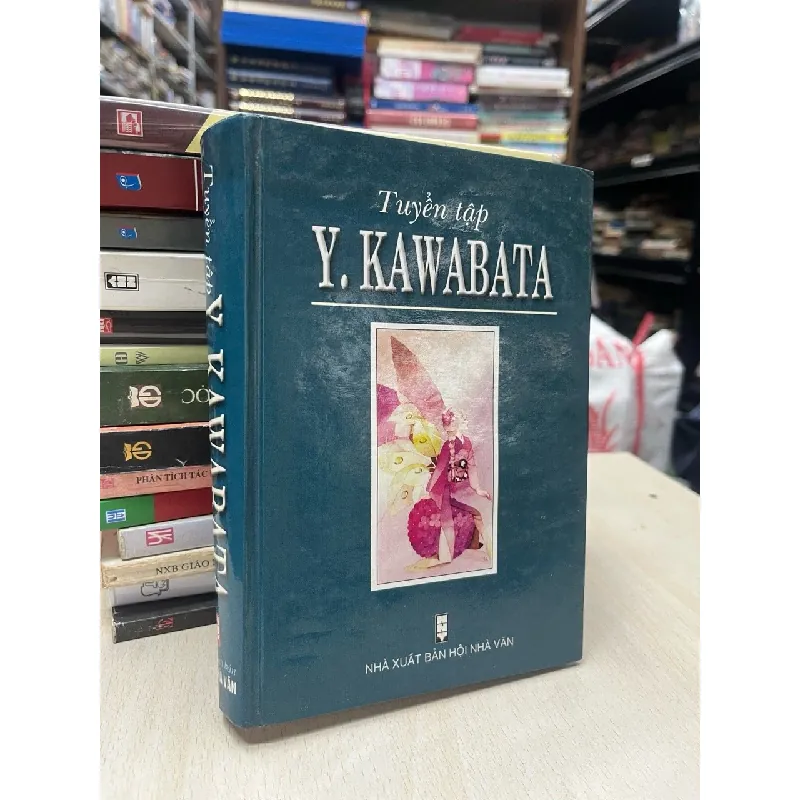 Tuyển tập
Y. KAWABATA
NHÀ XUẤT BẢN HỘI NHÀ VĂN
Tuyển tập
Y. KAWABATA
PHÂN TÍCH TÁC
NXB GIÁO